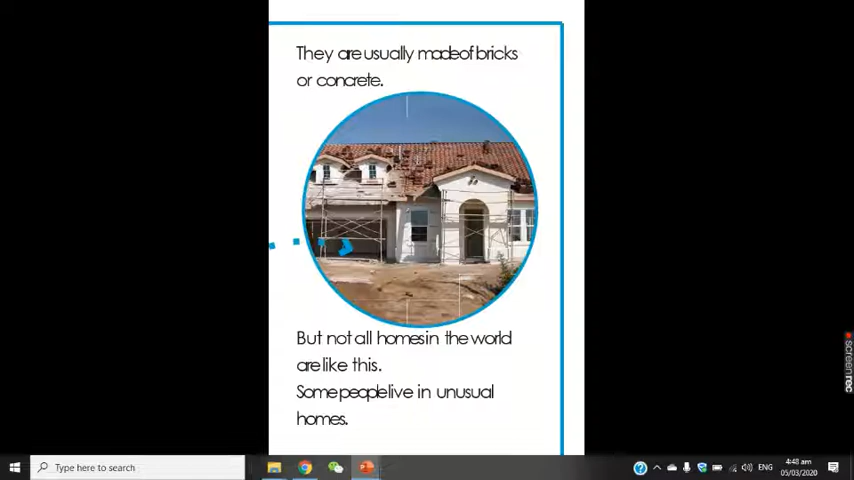 They are usually made of bricks
or concrete.
But not all homes in the world
are like this.
Some people live in unusual
homes.
screenrec
Type here to search
ENG
4:48 am
05/03/2020